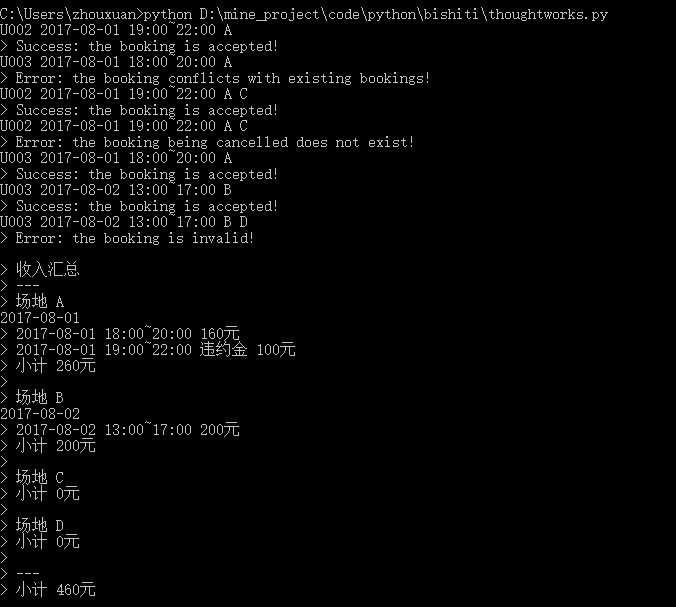 C:\Users\zhouxuan>python D:\mine_project\code\python\bishiti\thoughtworks.py
U002 2017-08-01 19:00~22:00 A
> Success: the booking is accepted!
U003 2017-08-01 18:00~20:00 A
> Error: the booking conflicts with existing bookings!
U002 2017-08-01 19:00~22:00 A C
> Success: the booking is accepted!
U002 2017-08-01 19:00~22:00 A C
> Error: the booking being cancelled does not exist!
U003 2017-08-01 18:00~20:00 A
> Success: the booking is accepted!
U003 2017-08-02 13:00~17:00 B
> Success: the booking is accepted!
U003 2017-08-02 13:00~17:00 B D
> Error: the booking is invalid!
> 收入汇总
> ---
> 场地 A
2017-08-01
> 2017-08-01 18:00~20:00 160元
> 2017-08-01 19:00~22:00 违约金 100元
> 小计 260元
>
> 场地 B
2017-08-02
> 2017-08-02 13:00~17:00 200元
> 小计 200元
>
> 场地 C
> 小计 0元
>
> 场地 D
> 小计 0元
>
> ---
> 小计 460元